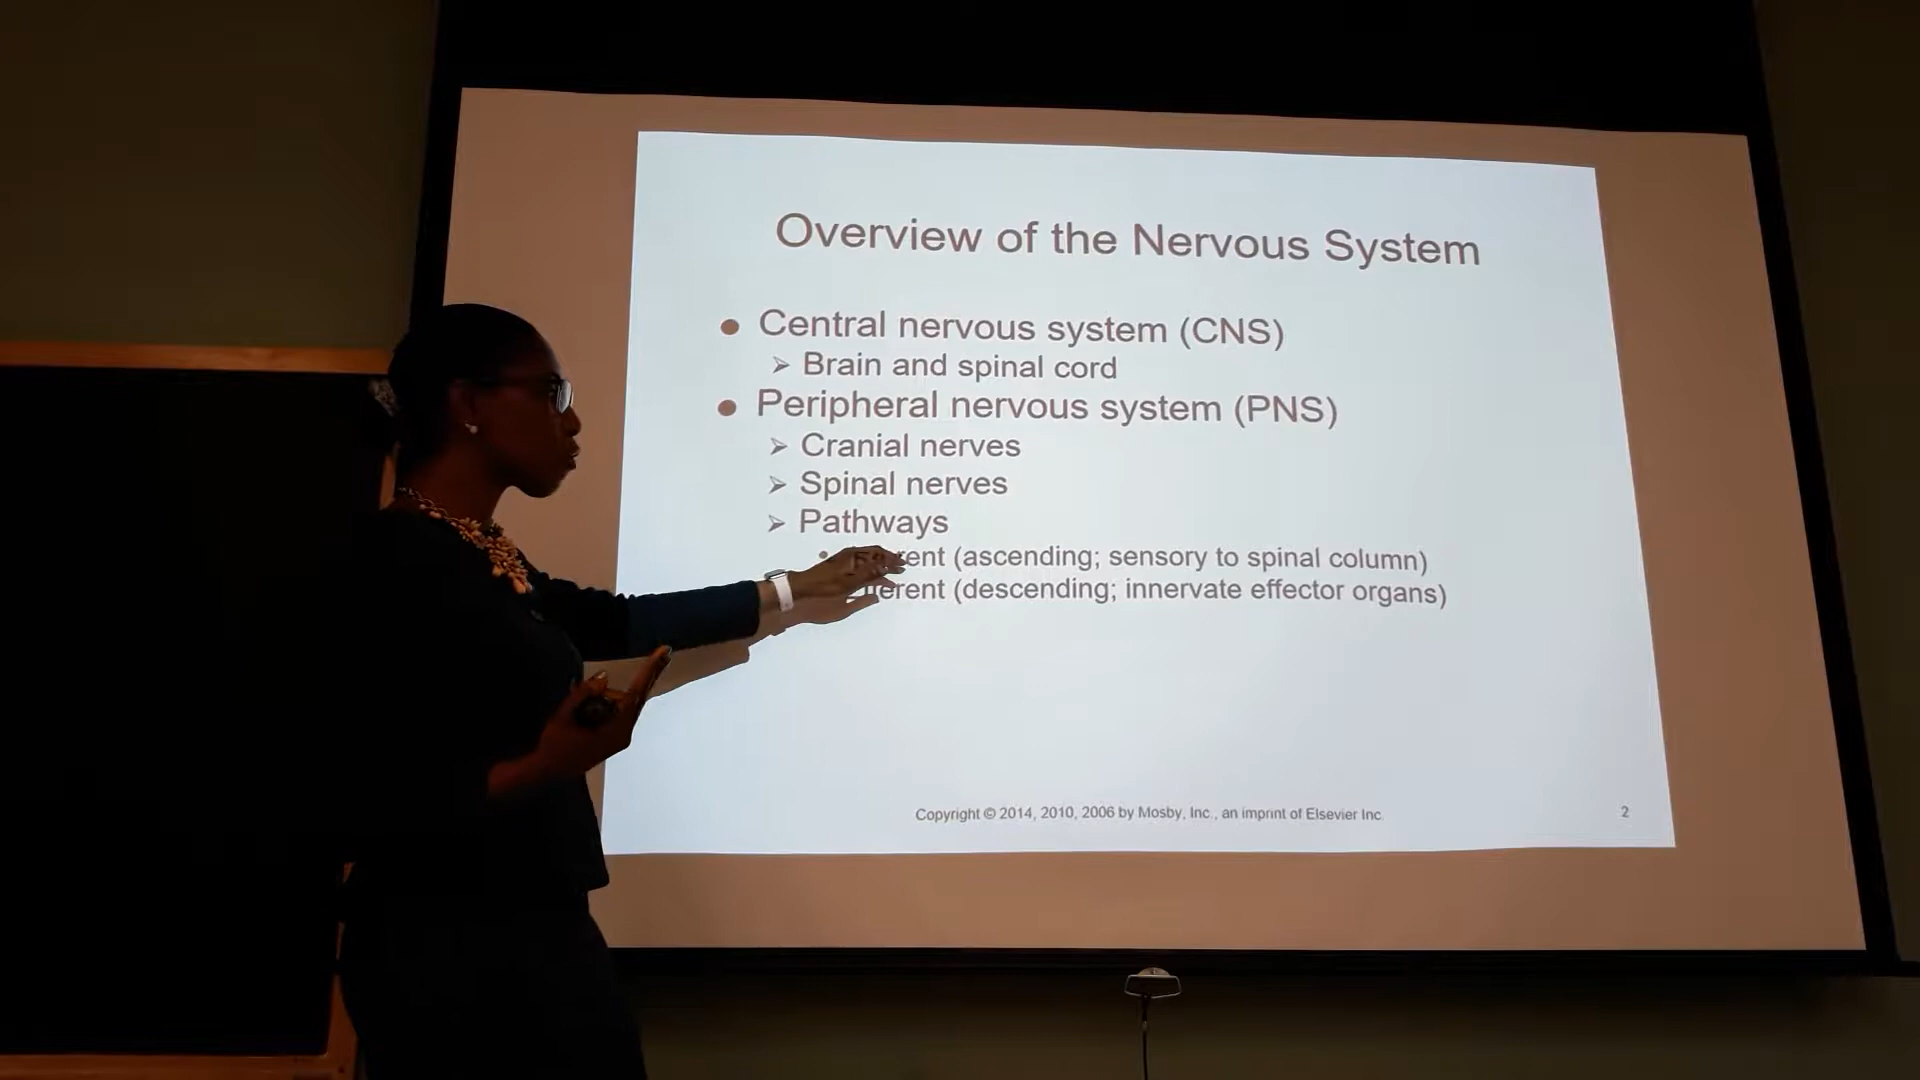 Overview of the Nervous System
• Central nervous system (CNS)
➢ Brain and spinal cord
• Peripheral nervous system (PNS)
➢ Cranial nerves
➢ Spinal nerves
➢ Pathways
• (ascending; sensory to spinal column)
(descending; innervate effector organs)
Copyright © 2014, 2010, 2006 by Mosby, Inc., an imprint of Elsevier Inc.
2